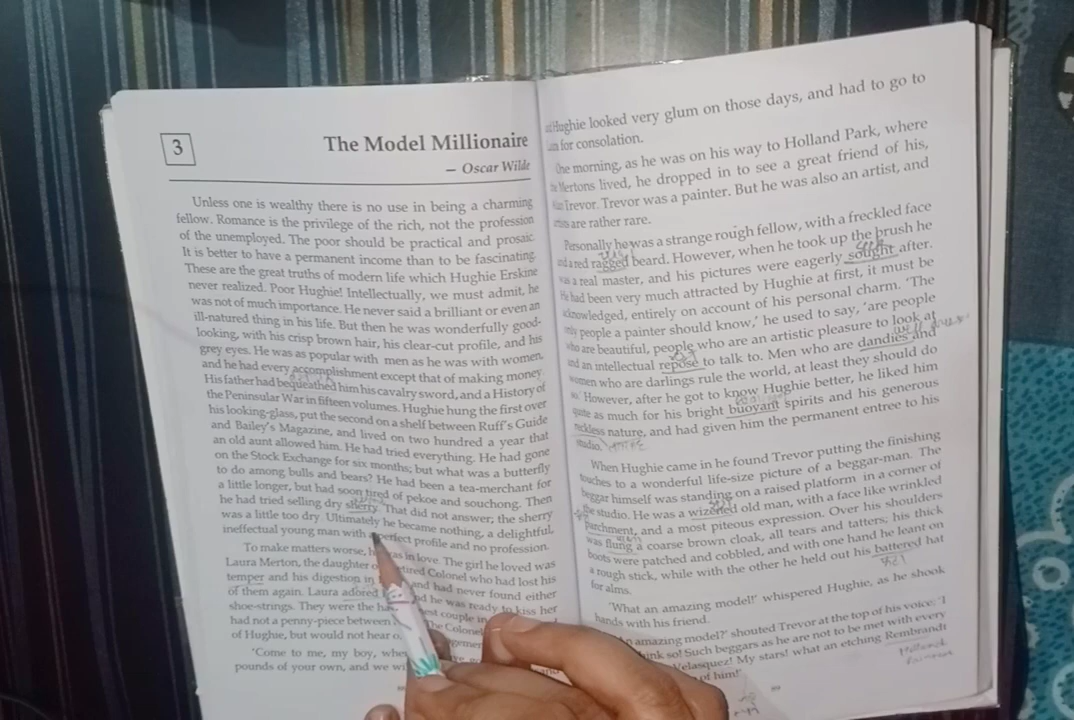 3
The Model Millionaire
— Oscar Wilde
Unless one is wealthy there is no use in being a charming
fellow. Romance is the privilege of the rich, not the profession
of the unemployed. The poor should be practical and prosaic.
It is better to have a permanent income than to be fascinating.
These are the great truths of modern life which Hughie Erskine
never realized. Poor Hughie! Intellectually, we must admit, he
was not of much importance. He never said a brilliant or even an
ill-natured thing in his life. But then he was wonderfully good-
looking, with his crisp brown hair, his clear-cut profile, and his
grey eyes. He was as popular with men as he was with women,
and he had every accomplishment except that of making money.
His father had bequeathed him his cavalry sword, and a History of
the Peninsular War in fifteen volumes. Hughie hung the first over
his looking-glass, put the second on a shelf between Ruff's Guide
and Bailey's Magazine, and lived on two hundred a year that
an old aunt allowed him. He had tried everything. He had gone
on the Stock Exchange for six months; but what was a butterfly
to do among bulls and bears? He had been a tea-merchant for
a little longer, but had soon tired of pekoe and souchong. Then
he had tried selling dry sherry. That did not answer; the sherry
was a little too dry. Ultimately he became nothing, a delightful,
ineffectual young man with a perfect profile and no profession.
To make matters worse, he was in love. The girl he loved was
Laura Merton, the daughter o tired Colonel who had lost his
temper and his digestion in and had never found either
of them again. Laura adored nd he was ready to kiss her
shoe-strings. They were the ha est couple in
had not a penny-piece between The Colonel
of Hughie, but would not hear o gemen
'Come to me, my boy, whe
pounds of your own, and we wi
Hughie looked very glum on those days, and had to go to
for consolation.
One morning, as he was on his way to Holland Park, where
the Mertons lived, he dropped in to see a great friend of his,
Trevor. Trevor was a painter. But he was also an artist, and
are rather rare.
Personally he was a strange rough fellow, with a freckled face
and a red ragged beard. However, when he took up the brush he
was a real master, and his pictures were eagerly sought after.
He had been very much attracted by Hughie at first, it must be
acknowledged, entirely on account of his personal charm. 'The
only people a painter should know,' he used to say, 'are people
who are beautiful, people who are an artistic pleasure to look at
and an intellectual repose to talk to. Men who are dandies and
women who are darlings rule the world, at least they should do
so.' However, after he got to know Hughie better, he liked him
quite as much for his bright buoyant spirits and his generous
reckless nature, and had given him the permanent entree to his
studio.
When Hughie came in he found Trevor putting the finishing
touches to a wonderful life-size picture of a beggar-man. The
beggar himself was standing on a raised platform in a corner of
the studio. He was a wizened old man, with a face like wrinkled
parchment, and a most piteous expression. Over his shoulders
was flung a coarse brown cloak, all tears and tatters; his thick
boots were patched and cobbled, and with one hand he leant on
a rough stick, while with the other he held out his battered hat
for alms.
'What an amazing model!' whispered Hughie, as he shook
hands with his friend.
n amazing model?' shouted Trevor at the top of his voice: 'I
ink so! Such beggars as he are not to be met with every
Velasquez! My stars! what an etching Rembrandt
of him!'